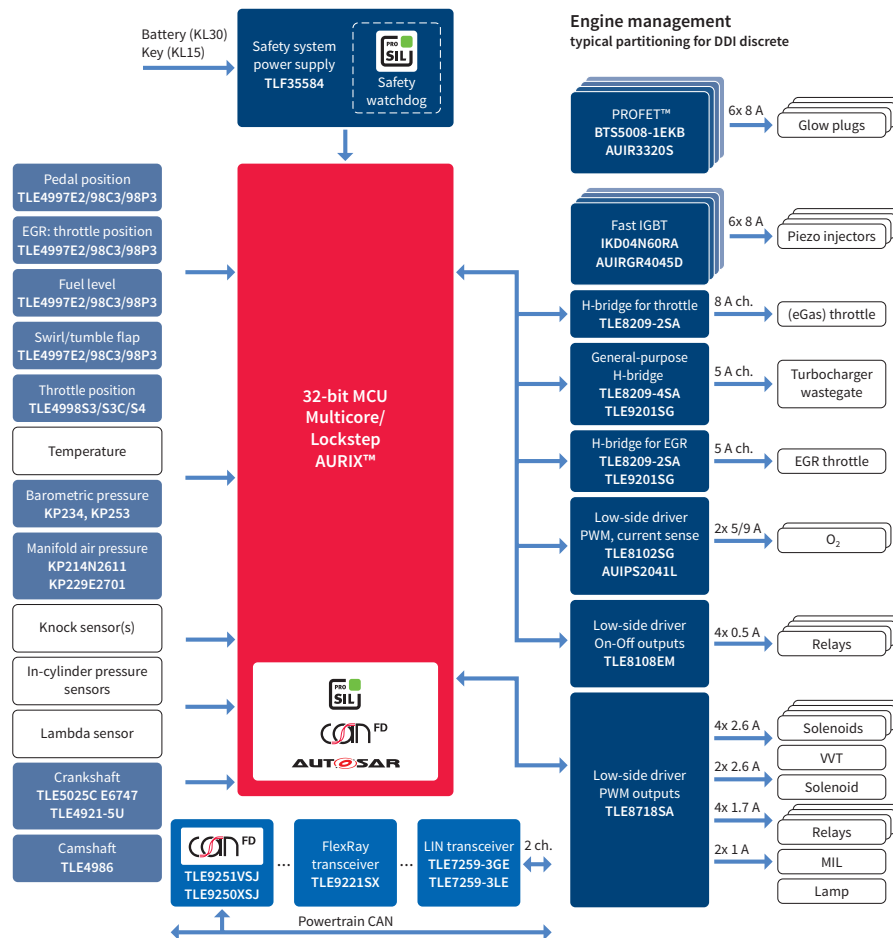 Battery (KL30)
Key (KL15)
Safety system
power supply
TLF35584
PRO
SIL
Safety
watchdog
Engine management
typical partitioning for DDI discrete
PROFET™
BTS5008-1EKB
AUIR3320S
6x 8 A
Glow plugs
Fast IGBT
IKD04N60RA
AUIRGR4045D
6x 8 A
Piezo injectors
H-bridge for throttle
TLE8209-2SA
8 A ch.
(eGas) throttle
General-purpose
H-bridge
TLE8209-4SA
TLE9201SG
5 A ch.
Turbocharger
wastegate
H-bridge for EGR
TLE8209-2SA
TLE9201SG
5 A ch.
EGR throttle
Low-side driver
PWM, current sense
TLE8102SG
AUIPS2041L
2x 5/9 A
O2
Low-side driver
On-Off outputs
TLE8108EM
4x 0.5 A
Relays
Low-side driver
PWM outputs
TLE8718SA
4x 2.6 A
Solenoids
VVT
2x 2.6 A
Solenoid
4x 1.7 A
Relays
2x 1 A
MIL
Lamp
Pedal position
TLE4997E2/98C3/98P3
EGR: throttle position
TLE4997E2/98C3/98P3
Fuel level
TLE4997E2/98C3/98P3
Swirl/tumble flap
TLE4997E2/98C3/98P3
Throttle position
TLE4998S3/S3C/S4
Temperature
Barometric pressure
KP234, KP253
Manifold air pressure
KP214N2611
KP229E2701
Knock sensor(s)
In-cylinder pressure
sensors
Lambda sensor
Crankshaft
TLE5025C E6747
TLE4921-5U
Camshaft
TLE4986
32-bit MCU
Multicore/
Lockstep
AURIX™
PRO
SIL
CAN FD
AUTOSAR
CAN FD
TLE9251VSJ
TLE9250XSJ
...
FlexRay
transceiver
TLE9221SX
...
LIN transceiver
TLE7259-3GE
TLE7259-3LE
2 ch.
Powertrain CAN